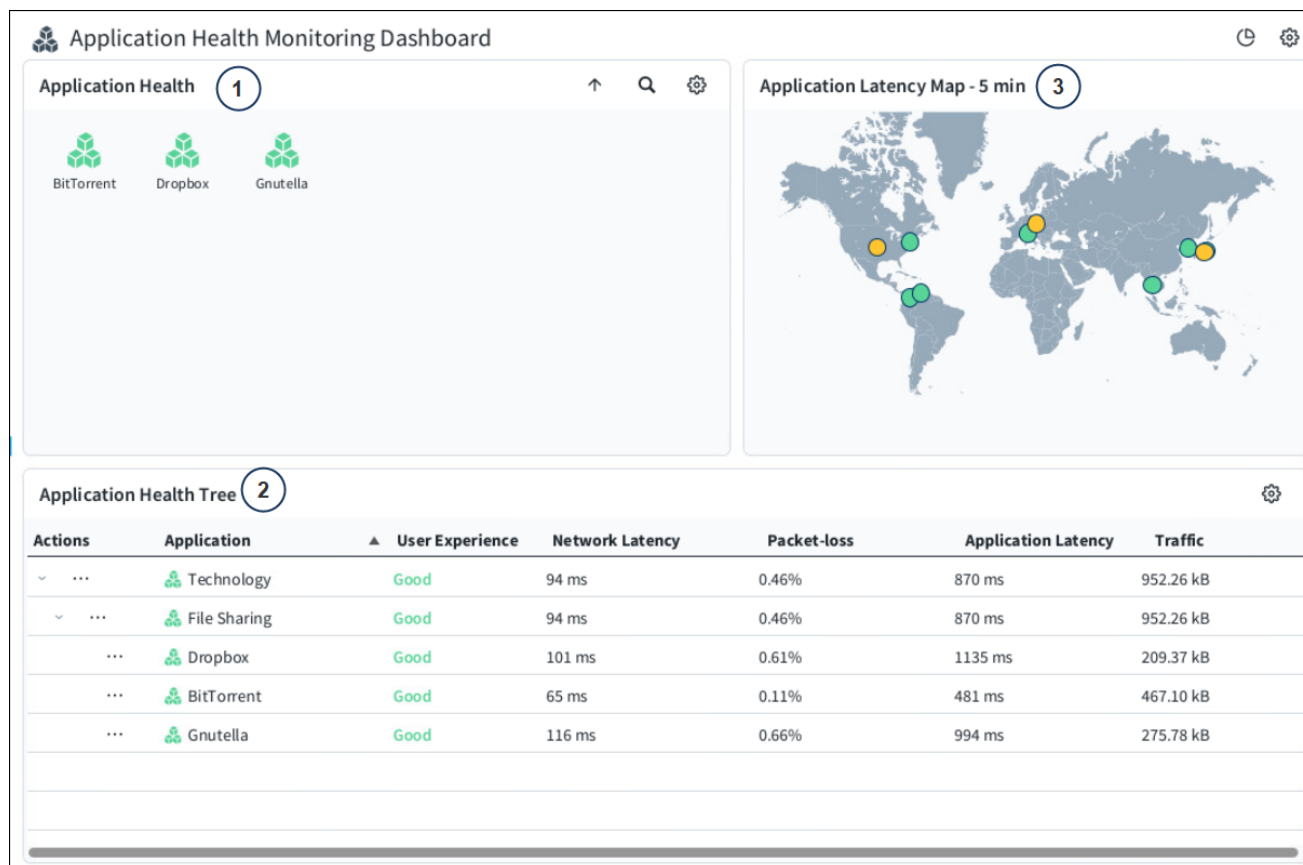 Application Health Monitoring Dashboard
Application Health 1
BitTorrent Dropbox Gnutella
Application Latency Map - 5 min 3
Application Health Tree 2
Actions Application User Experience Network Latency Packet-loss Application Latency Traffic
Technology Good 94 ms 0.46% 870 ms 952.26 kB
File Sharing Good 94 ms 0.46% 870 ms 952.26 kB
Dropbox Good 101 ms 0.61% 1135 ms 209.37 kB
BitTorrent Good 65 ms 0.11% 481 ms 467.10 kB
Gnutella Good 116 ms 0.66% 994 ms 275.78 kB